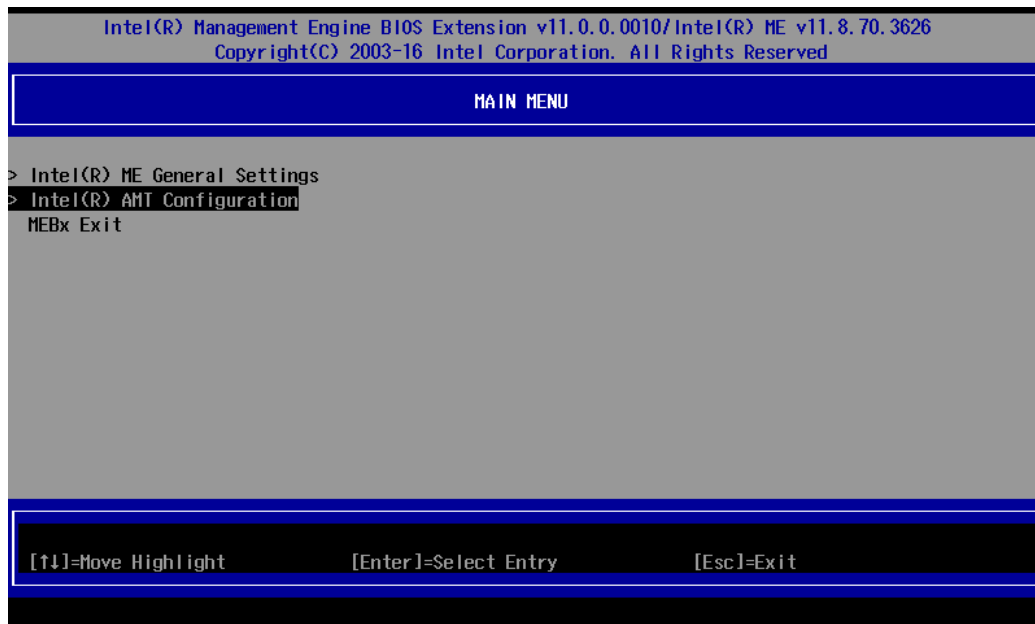 Intel(R) Management Engine BIOS Extension v11.0.0.0010/Intel(R) ME v11.8.70.3626
Copyright(C) 2003-16 Intel Corporation. All Rights Reserved
MAIN MENU
> Intel(R) ME General Settings
> Intel(R) AMT Configuration
MEBx Exit
[↑↓]=Move Highlight [Enter]=Select Entry [Esc]=Exit